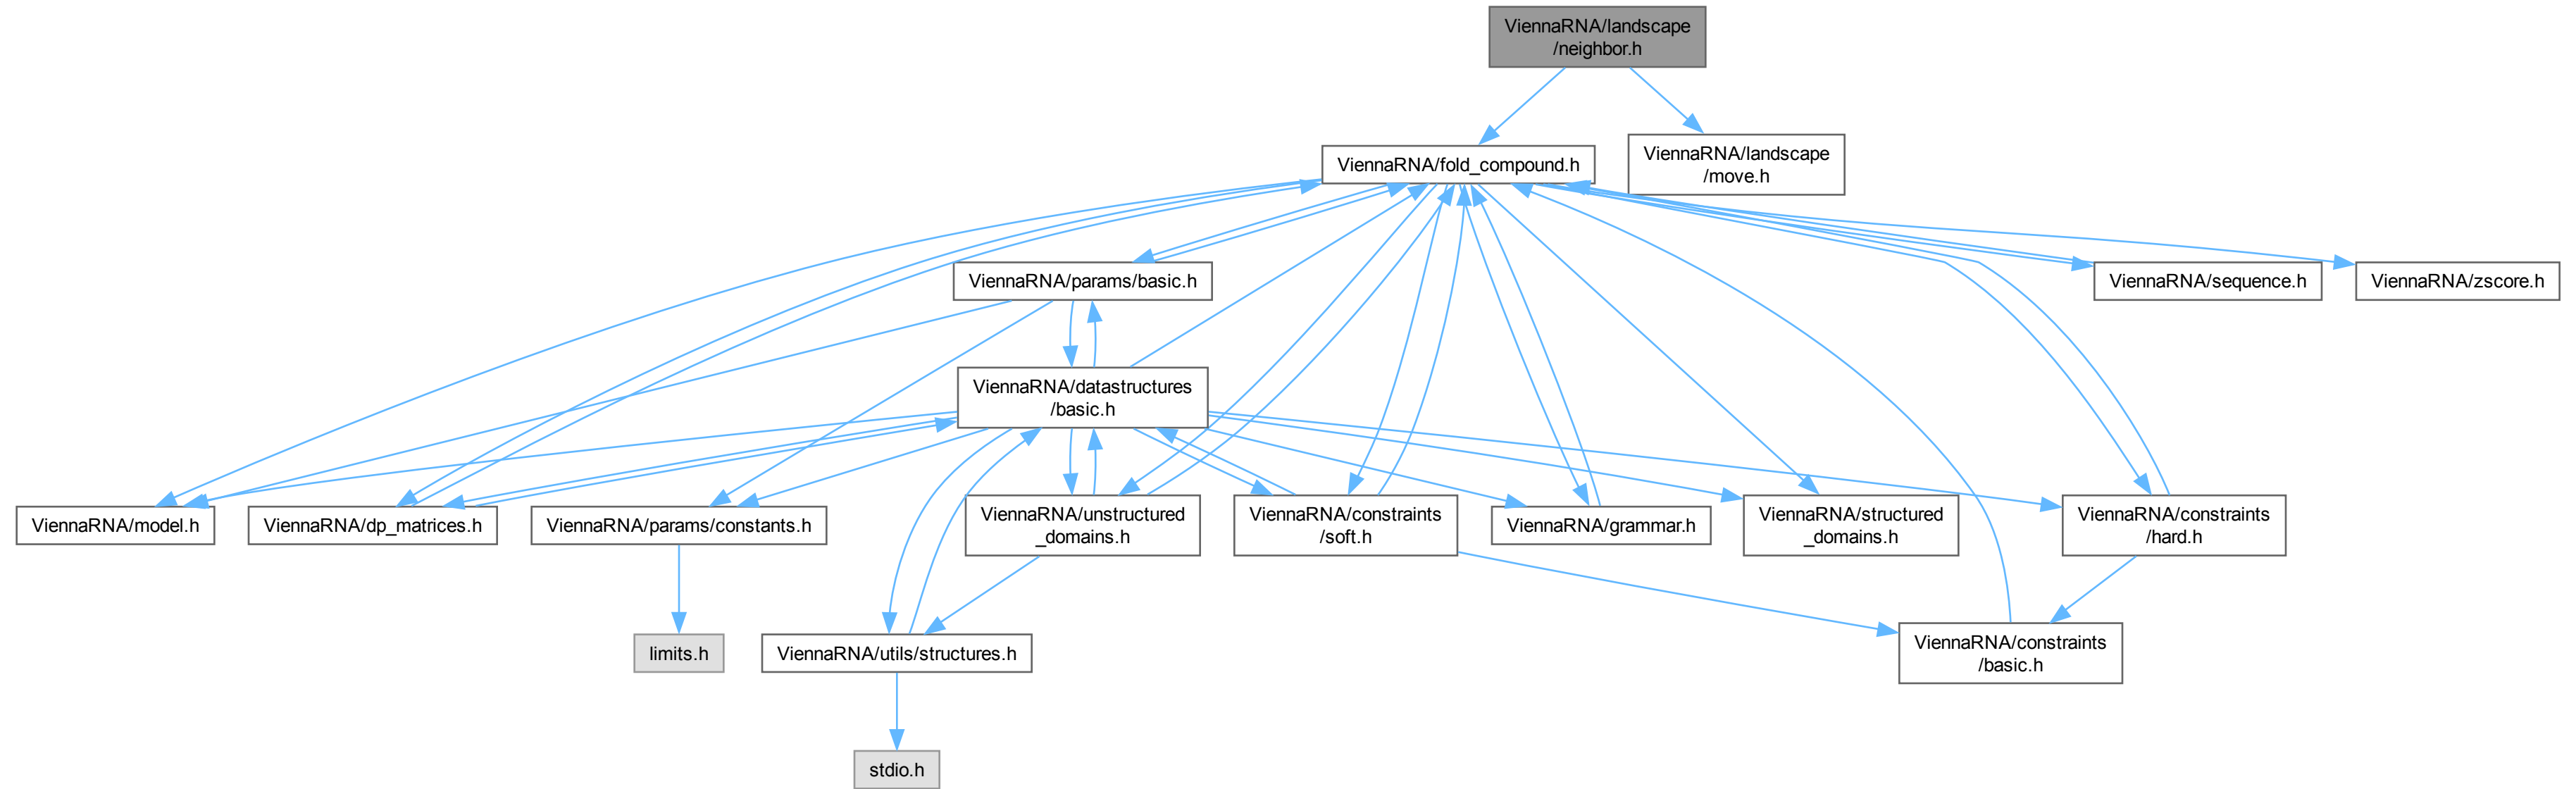 ViennaRNA/landscape
/neighbor.h
ViennaRNA/fold_compound.h
ViennaRNA/landscape
/move.h
ViennaRNA/params/basic.h
ViennaRNA/sequence.h
ViennaRNA/zscore.h
ViennaRNA/datastructures
/basic.h
ViennaRNA/model.h
ViennaRNA/dp_matrices.h
ViennaRNA/params/constants.h
ViennaRNA/unstructured
_domains.h
ViennaRNA/constraints
/soft.h
ViennaRNA/grammar.h
ViennaRNA/structured
_domains.h
ViennaRNA/constraints
/hard.h
limits.h
ViennaRNA/utils/structures.h
ViennaRNA/constraints
/basic.h
stdio.h